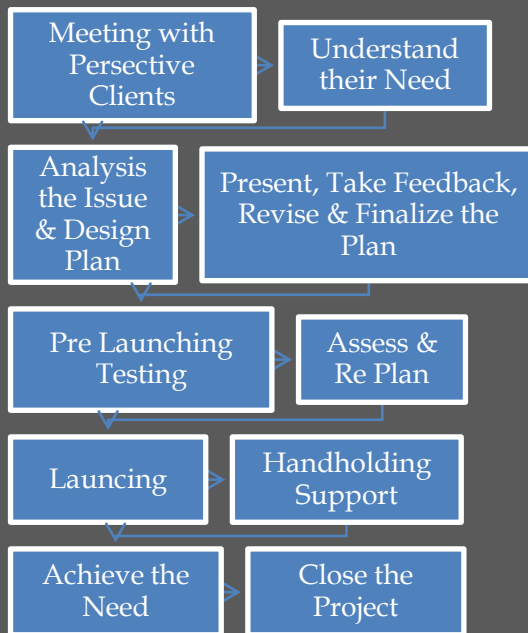 Meeting with
Persective
Clients
Understand
their Need
Analysis
the Issue
& Design
Plan
Present, Take Feedback,
Revise & Finalize the
Plan
Pre Launching
Testing
Assess &
Re Plan
Launcing
Handholding
Support
Achieve the
Need
Close the
Project